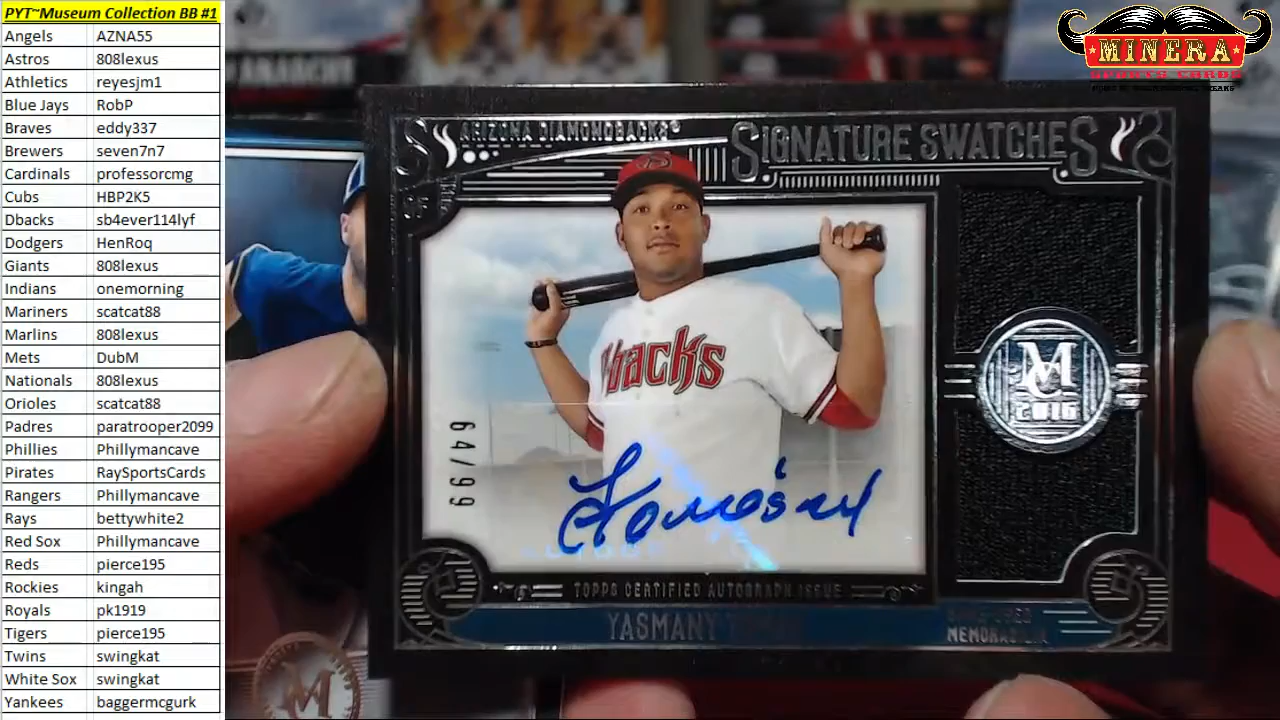 PYT~Museum Collection BB #1
Angels AZNA55
Astros 808lexus
Athletics reyesjm1
Blue Jays RobP
Braves eddy337
Brewers seven7n7
Cardinals professorcmg
Cubs HBP2K5
Dbacks sb4ever114lyf
Dodgers HenRoq
Giants 808lexus
Indians onemorning
Mariners scatcat88
Marlins 808lexus
Mets DubM
Nationals 808lexus
Orioles scatcat88
Padres paratrooper2099
Phillies Phillymancave
Pirates RaySportsCards
Rangers Phillymancave
Rays bettywhite2
Red Sox Phillymancave
Reds pierce195
Rockies kingah
Royals pk1919
Tigers pierce195
Twins swingkat
White Sox swingkat
Yankees baggermcgurk
MINERA
SPORTS CARDS
ARIZONA DIAMONDBACKS
SIGNATURE SWATCHES
dbacks
64/99
MC
2016
TOPPS CERTIFIED AUTOGRAPH ISSUE
YASMANY
MEMORABILIA